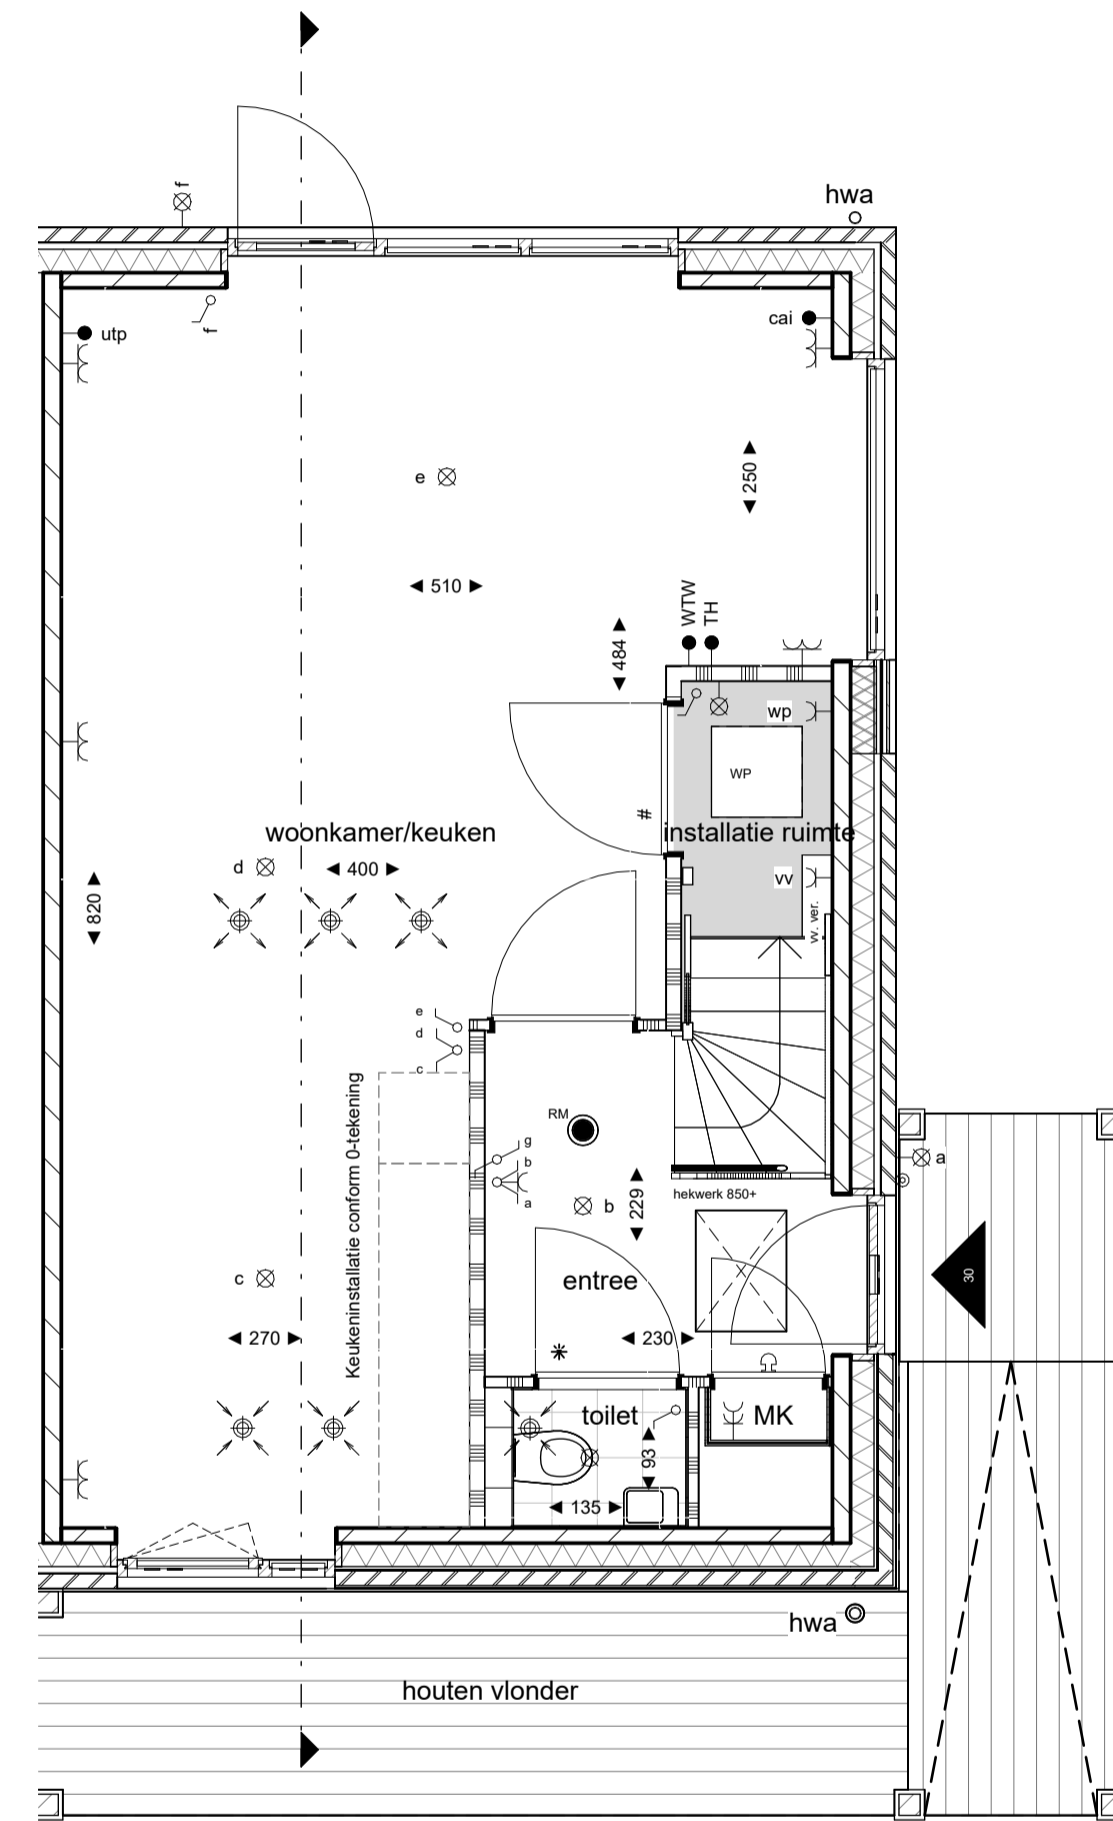 f
hwa
f
utp
cai
e
250
510
WTW
TH
484
wp
WP
#
woonkamer/keuken
installatie ruimte
d
400
vv
820
vv. ver.
e
d
c
Keukeninstallatie conform 0-tekening
RM
g
b
a
a
hekwerk 850+
b
229
c
entree
30
270
230
toilet
MK
93
135
hwa
houten vlonder